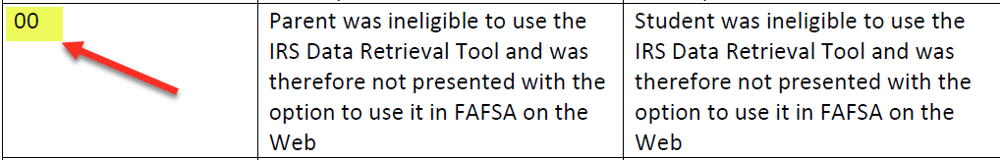 00
Parent was ineligible to use the
IRS Data Retrieval Tool and was
therefore not presented with the
option to use it in FAFSA on the
Web
Student was ineligible to use the
IRS Data Retrieval Tool and was
therefore not presented with the
option to use it in FAFSA on the
Web